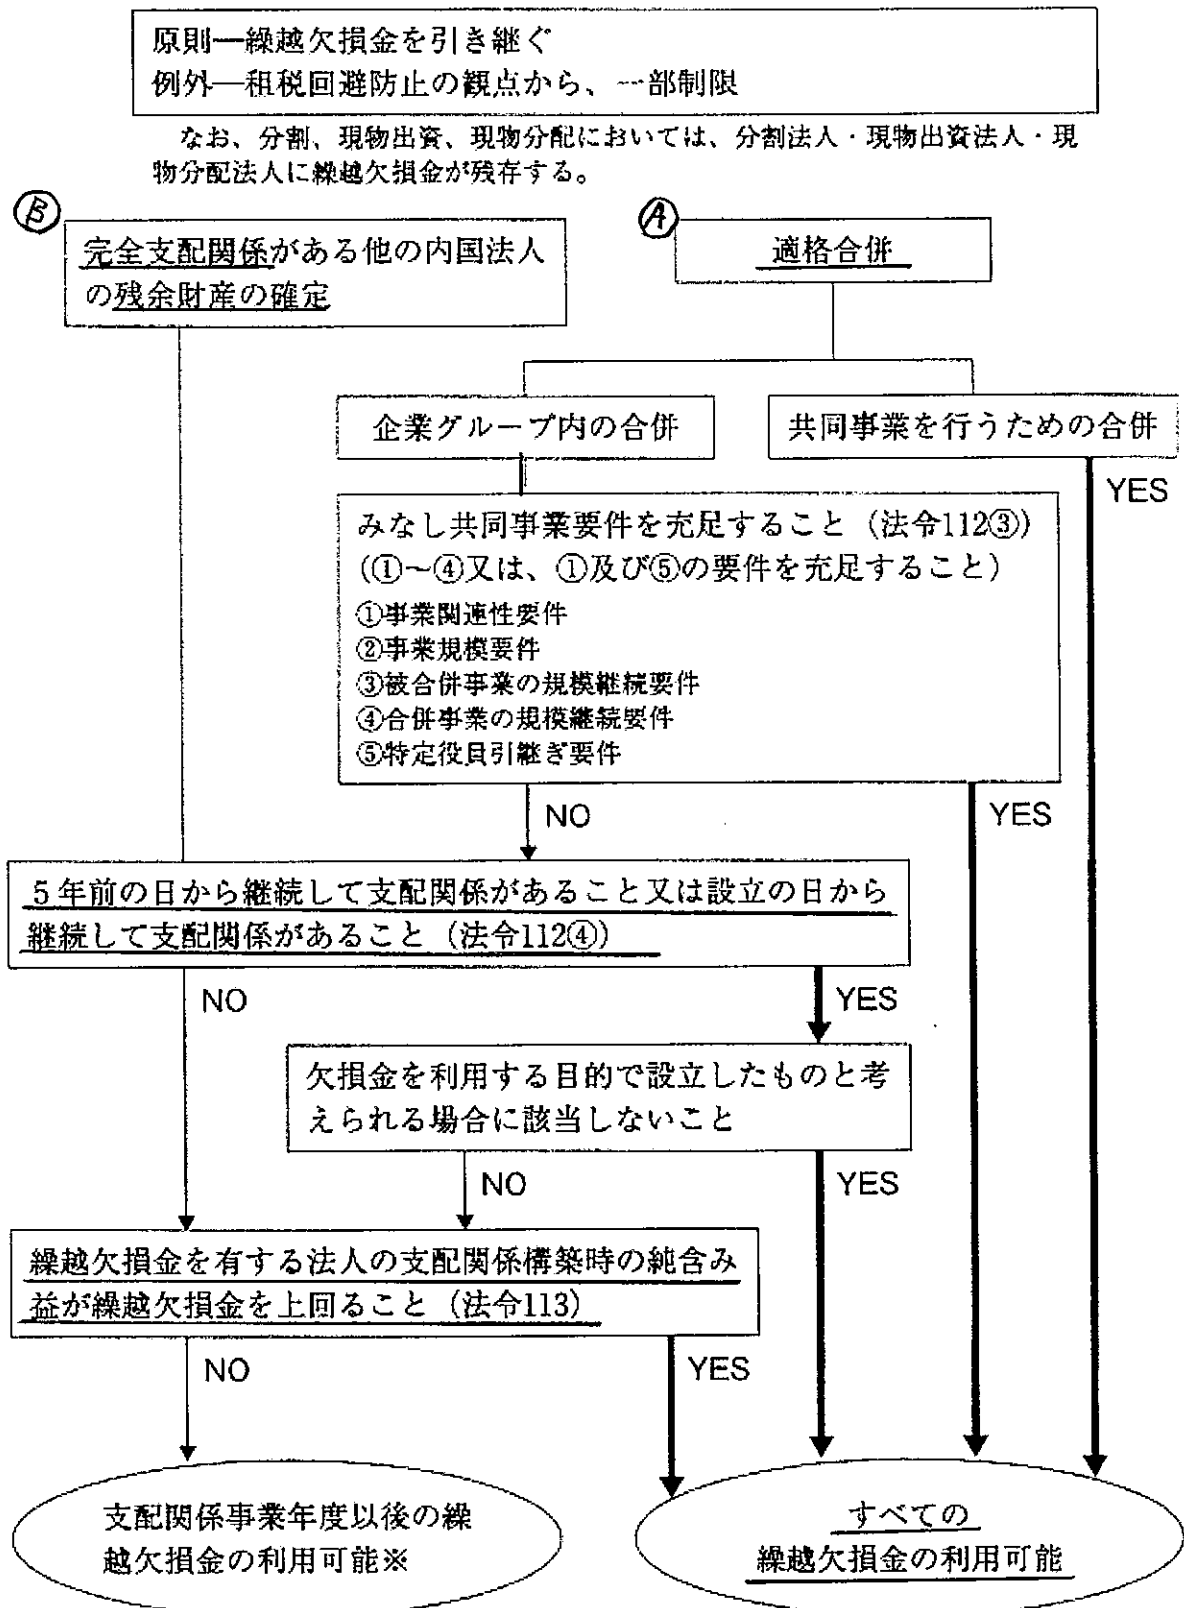 原則―繰越欠損金を引き継ぐ
例外―租税回避防止の観点から、一部制限
なお、分割、現物出資、現物分配においては、分割法人・現物出資法人・現
物分配法人に繰越欠損金が残存する。
Ⓑ
完全支配関係がある他の内国法人
の残余財産の確定
Ⓐ
適格合併
企業グループ内の合併
共同事業を行うための合併
YES
みなし共同事業要件を充足すること（法令112③）
（①～④又は、①及び⑤の要件を充足すること）
①事業関連性要件
②事業規模要件
③被合併事業の規模継続要件
④合併事業の規模継続要件
⑤特定役員引継ぎ要件
NO
YES
5年前の日から継続して支配関係があること又は設立の日から
継続して支配関係があること（法令112④）
NO
YES
欠損金を利用する目的で設立したものと考
えられる場合に該当しないこと
NO
YES
繰越欠損金を有する法人の支配関係構築時の純含み
益が繰越欠損金を上回ること（法令113）
NO
YES
支配関係事業年度以後の繰
越欠損金の利用可能※
すべての
繰越欠損金の利用可能